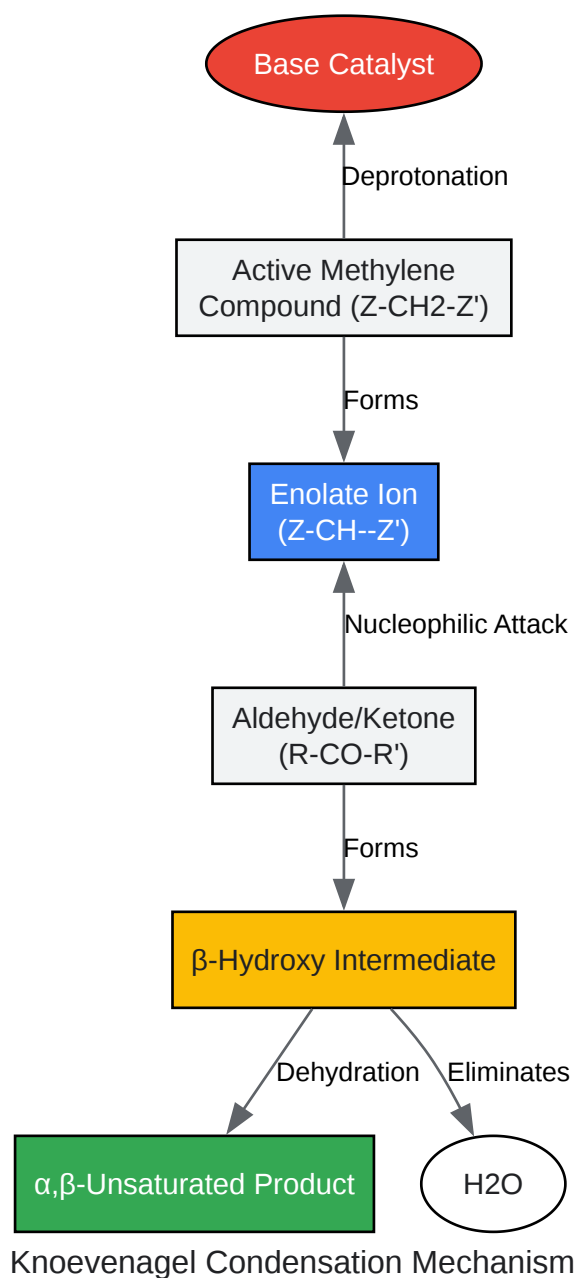 Base Catalyst
Deprotonation
Active Methylene
Compound (Z-CH2-Z')
Forms
Enolate Ion
(Z-CH--Z')
Nucleophilic Attack
Aldehyde/Ketone
(R-CO-R')
Forms
β-Hydroxy Intermediate
Dehydration
Eliminates
α,β-Unsaturated Product
H2O
Knoevenagel Condensation Mechanism